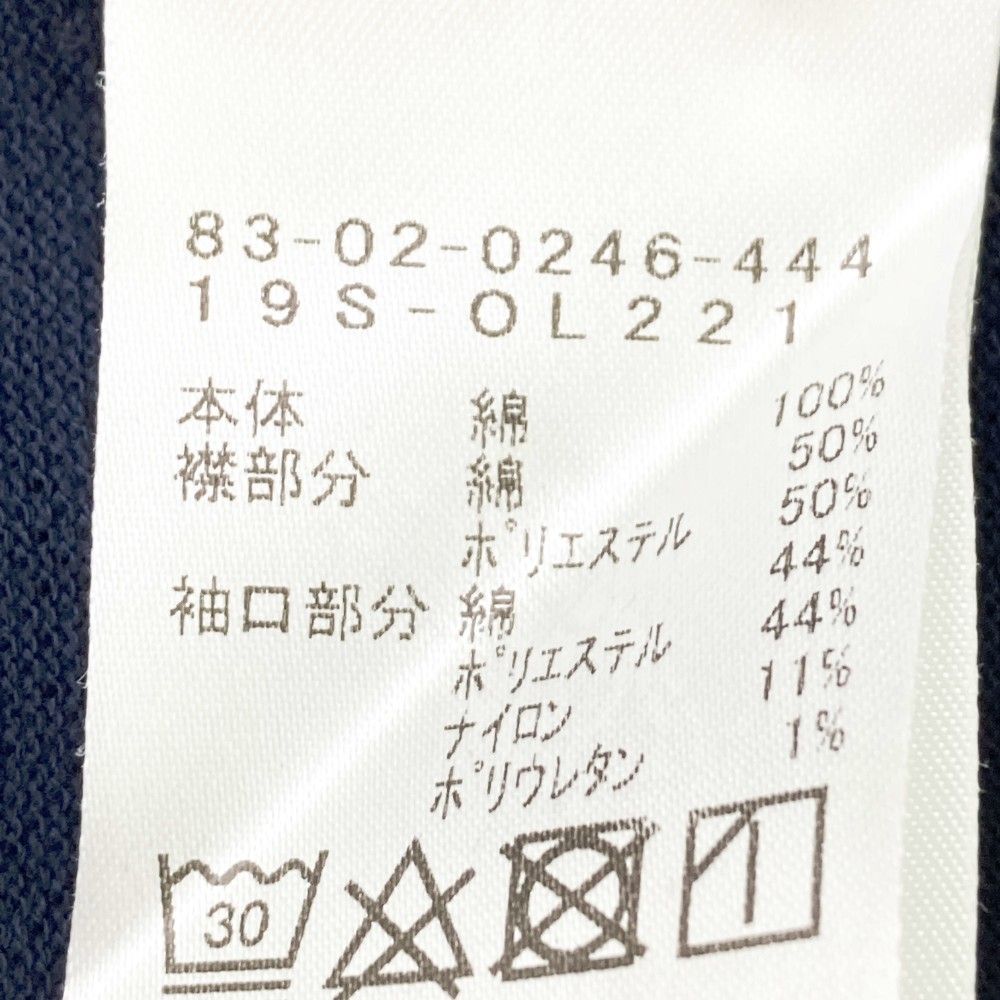 83-02-0246-444
19S-OL221
本体 綿 100%
襟部分 綿 50%
ポリエステル 50%
袖口部分 綿 44%
ポリエステル 44%
ナイロン 11%
ポリウレタン 1%
30